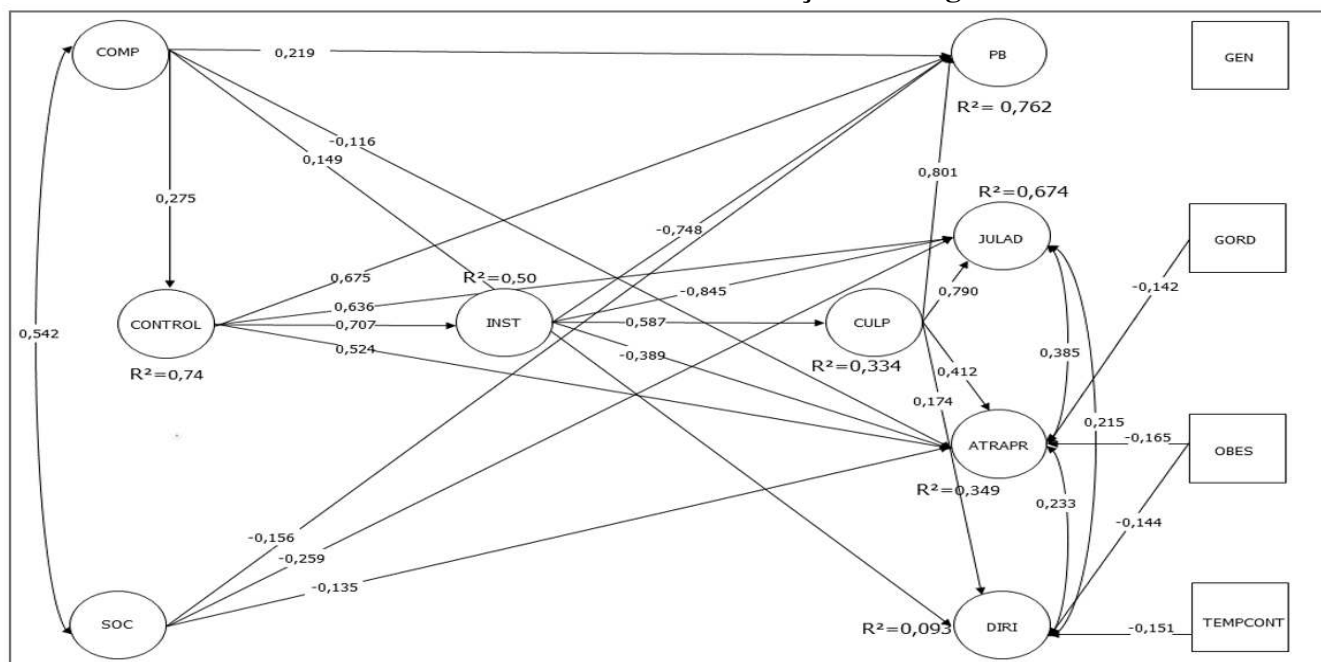 COMP
0,219
PB
GEN
R²= 0,762
-0,116
0,149
0,801
0,275
R²=0,674
JULAD
GORD
-0,748
-0,142
R²=0,50
0,675
-0,845
0,790
0,636
CONTROL
0,707
INST
0,587
CULP
0,542
0,524
-0,389
0,385
R²=0,74
R²=0,334
0,412
0,174
0,215
-0,165
ATRAPR
OBES
R²=0,349
0,233
-0,156
-0,144
-0,259
-0,135
SOC
R²=0,093
DIRI
-0,151
TEMPCONT